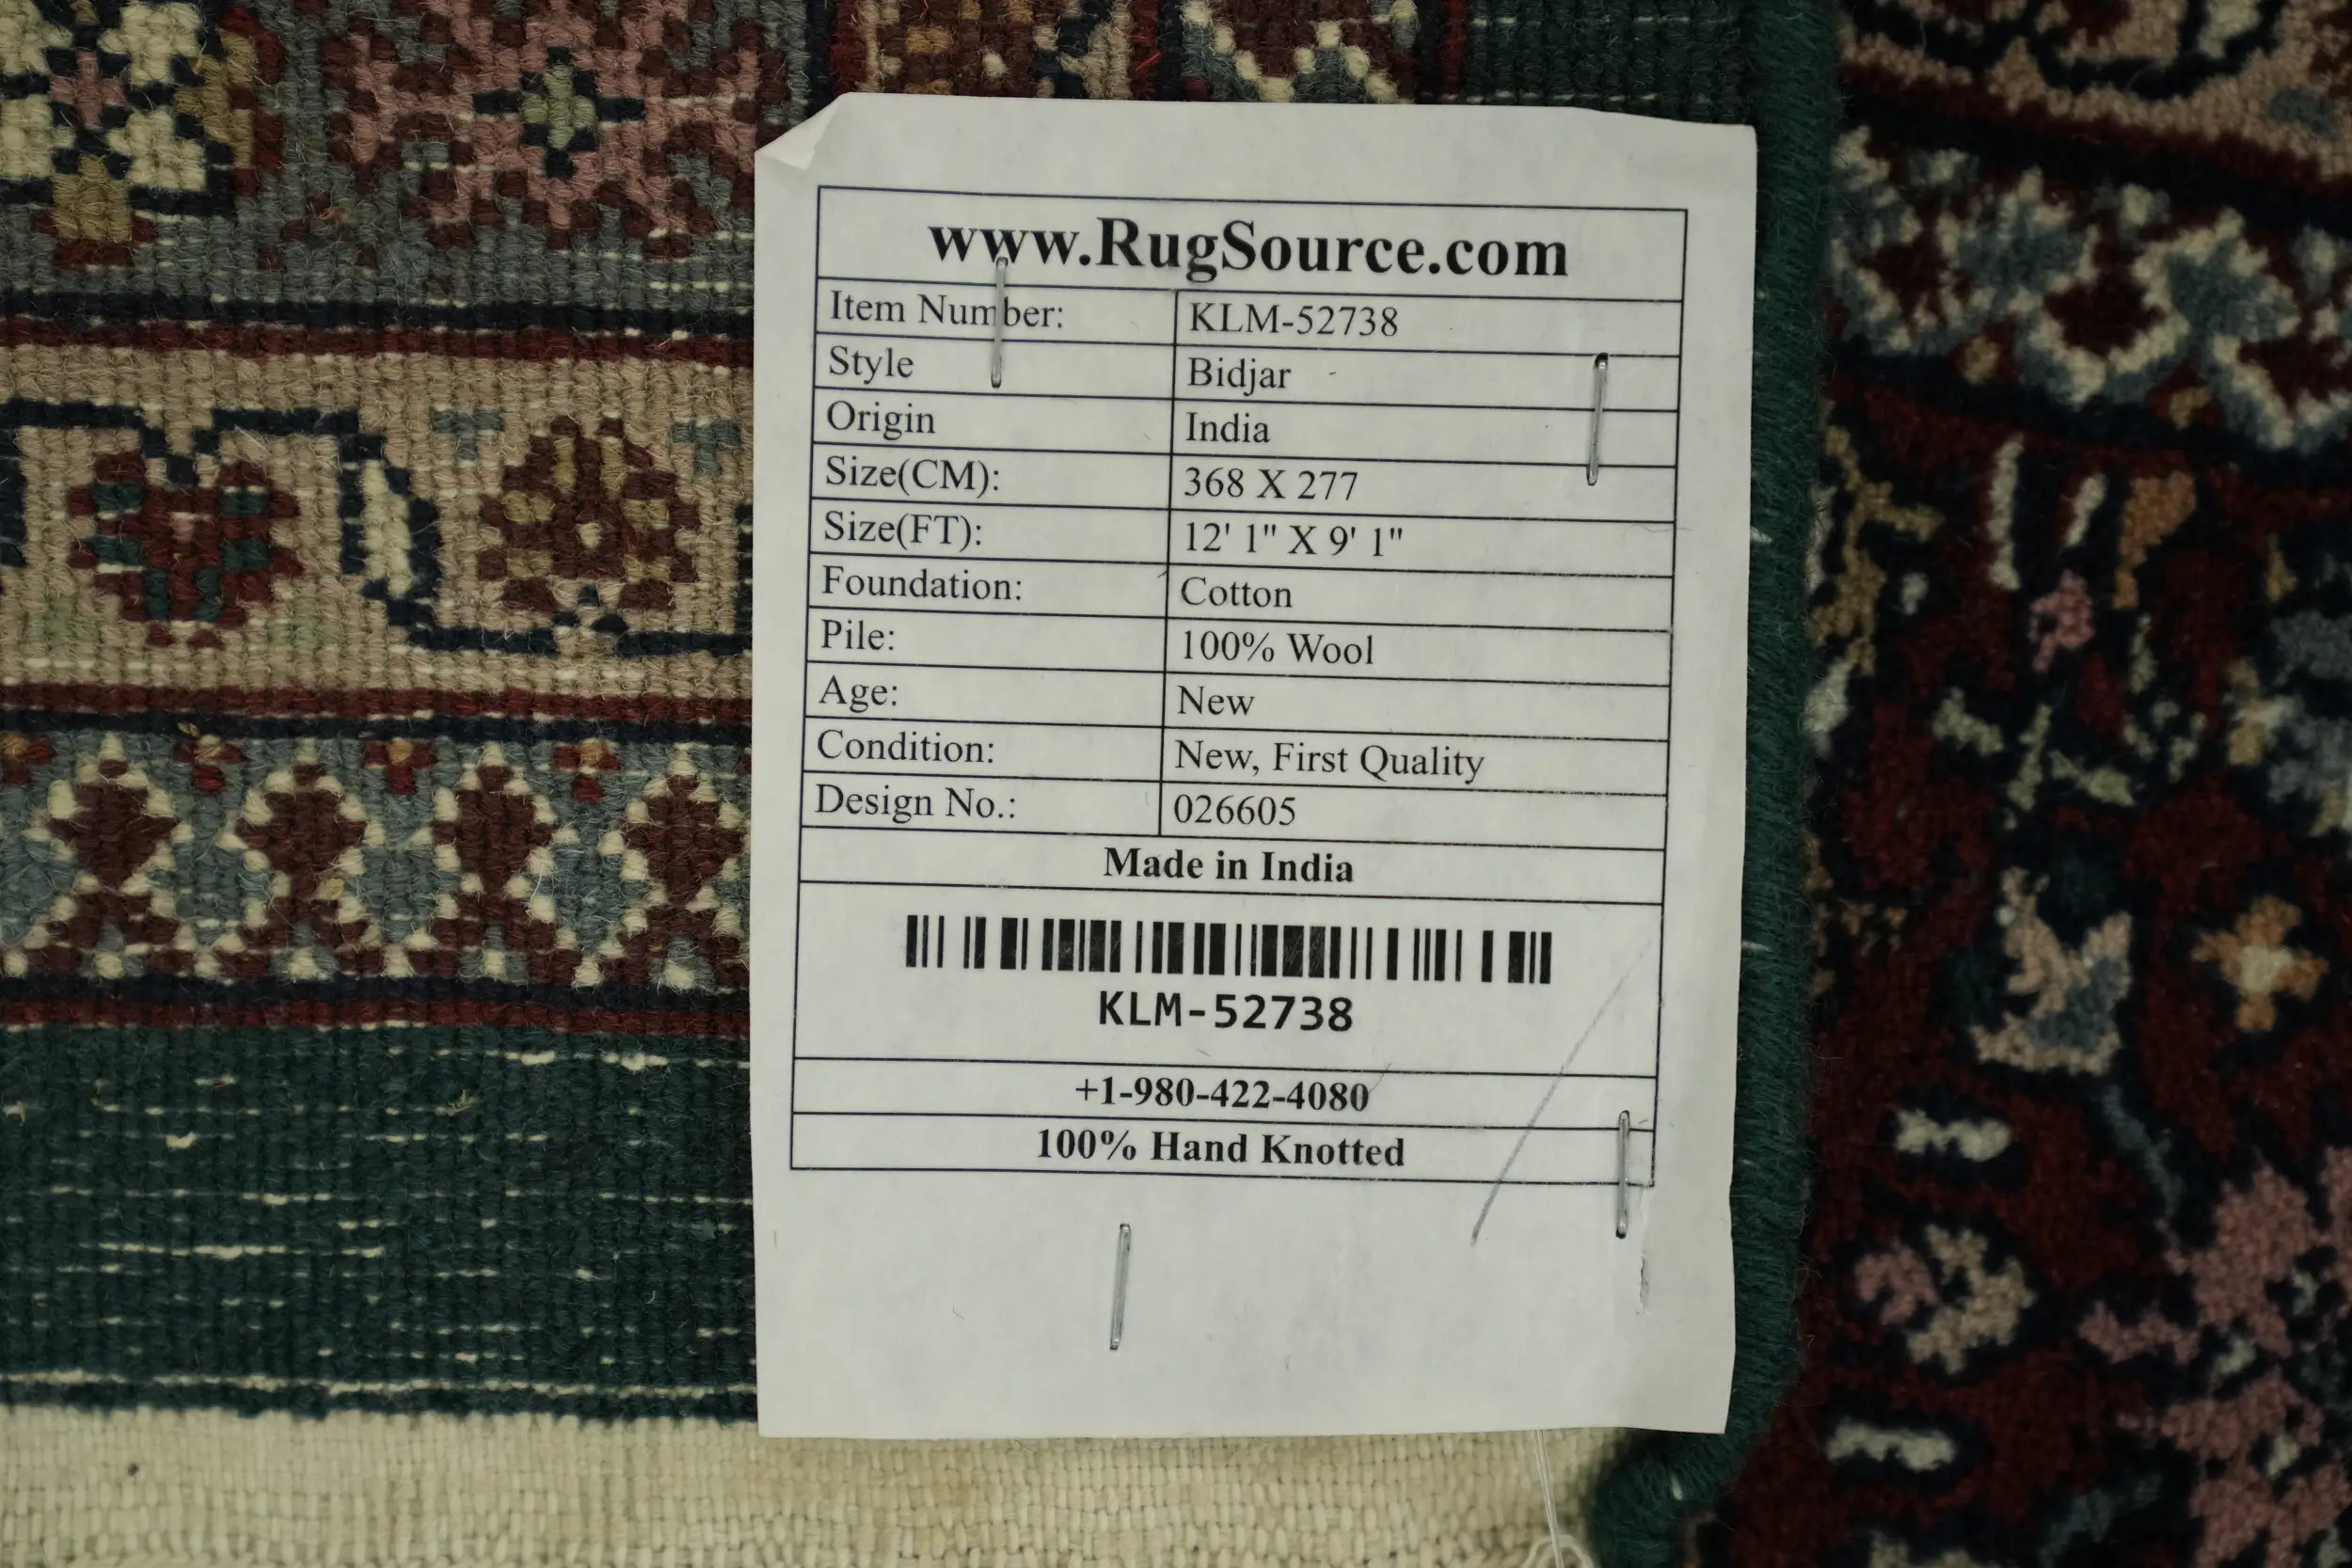 www.RugSource.com
Item Number: KLM-52738
Style Bidjar
Origin India
Size(CM): 368 X 277
Size(FT): 12' 1" X 9' 1"
Foundation: Cotton
Pile: 100% Wool
Age: New
Condition: New, First Quality
Design No.: 026605
Made in India
KLM-52738
+1-980-422-4080
100% Hand Knotted